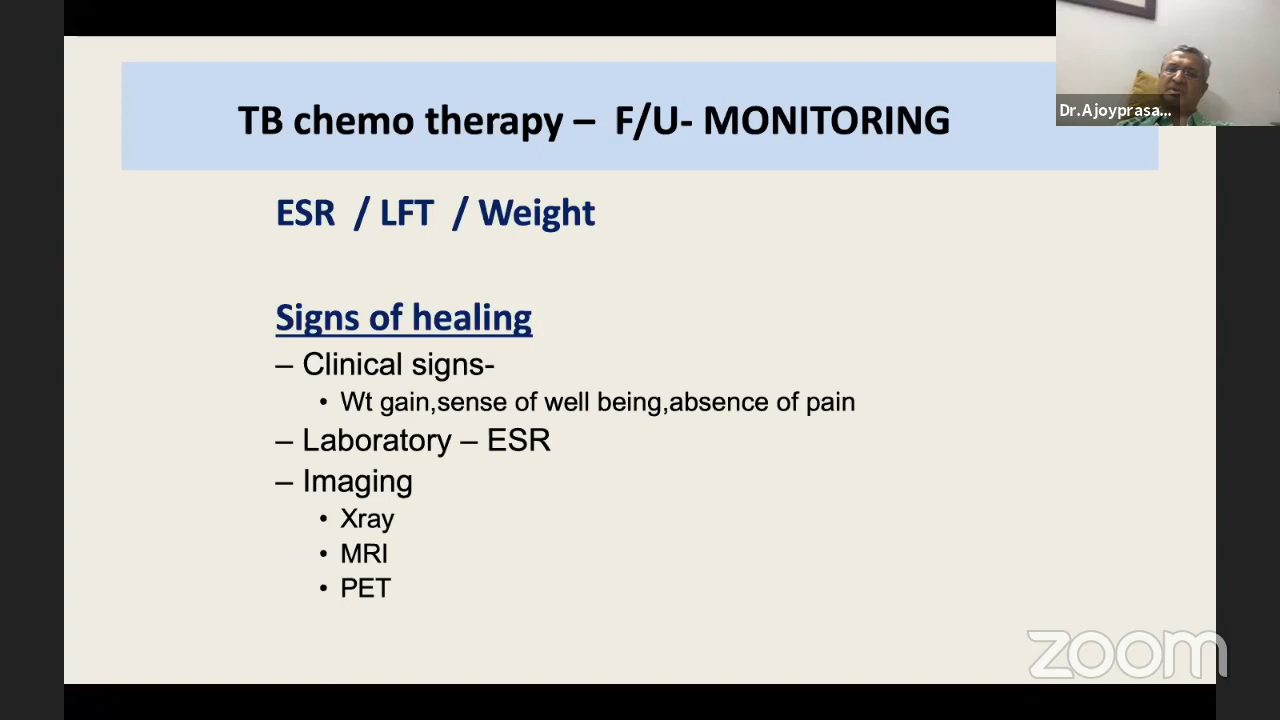 TB chemo therapy – F/U- MONITORING
Dr.Ajoyprasa...
ESR / LFT / Weight
Signs of healing
– Clinical signs-
• Wt gain,sense of well being,absence of pain
– Laboratory – ESR
– Imaging
• Xray
• MRI
• PET
zoom